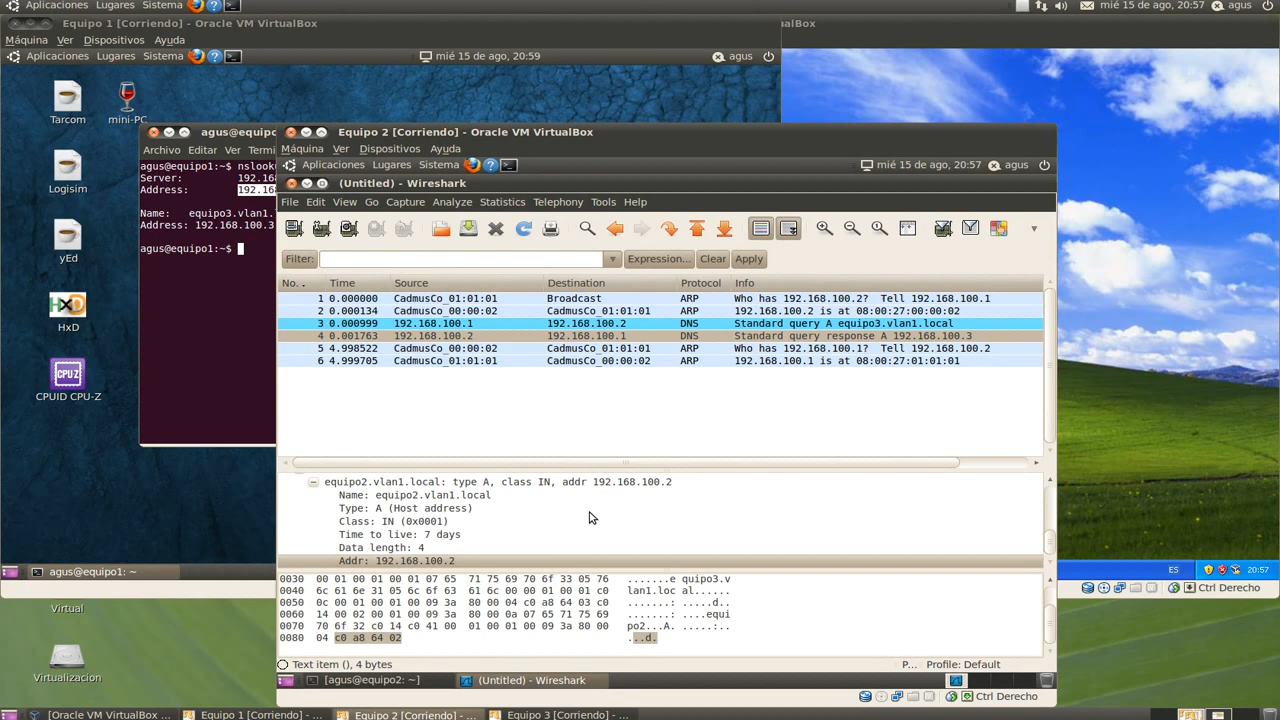 Aplicaciones Lugares Sistema
mié 15 de ago, 20:57 agus
Equipo 1 [Corriendo] - Oracle VM VirtualBox
Máquina Ver Dispositivos Ayuda
Aplicaciones Lugares Sistema
mié 15 de ago, 20:59 agus
Tarcom
mini-PC
Logisim
yEd
HxD
CPU-Z
CPUID CPU-Z
agus@equipo
Archivo Editar Ver Termi
agus@equipo1:~$ nslook
Server: 192.168
Address: 192.168
Name: equipo3.vlan1.
Address: 192.168.100.3
agus@equipo1:~$
agus@equipo1: ~
Equipo 2 [Corriendo] - Oracle VM VirtualBox
Máquina Ver Dispositivos Ayuda
Aplicaciones Lugares Sistema
mié 15 de ago, 20:57 agus
(Untitled) - Wireshark
File Edit View Go Capture Analyze Statistics Telephony Tools Help
Filter: Expression... Clear Apply
No. . Time Source Destination Protocol Info
1 0.000000 CadmusCo_01:01:01 Broadcast ARP Who has 192.168.100.2? Tell 192.168.100.1
2 0.000134 CadmusCo_00:00:02 CadmusCo_01:01:01 ARP 192.168.100.2 is at 08:00:27:00:00:02
3 0.000999 192.168.100.1 192.168.100.2 DNS Standard query A equipo3.vlan1.local
4 0.001763 192.168.100.2 192.168.100.1 DNS Standard query response A 192.168.100.3
5 4.998522 CadmusCo_00:00:02 CadmusCo_01:01:01 ARP Who has 192.168.100.1? Tell 192.168.100.2
6 4.999705 CadmusCo_01:01:01 CadmusCo_00:00:02 ARP 192.168.100.1 is at 08:00:27:01:01:01
equipo2.vlan1.local: type A, class IN, addr 192.168.100.2
Name: equipo2.vlan1.local
Type: A (Host address)
Class: IN (0x0001)
Time to live: 7 days
Data length: 4
Addr: 192.168.100.2
0030 00 01 00 01 00 01 07 65 71 75 69 70 6f 33 05 76 .......e quipo3.v
0040 6c 61 6e 31 05 6c 6f 63 61 6c 00 00 01 00 01 c0 lan1.loc al......
0050 0c 00 01 00 01 00 09 3a 80 00 04 c0 a8 64 03 c0 .......: .....d..
0060 14 00 02 00 01 00 09 3a 80 00 0a 07 65 71 75 69 .......: ....equi
0070 70 6f 32 c0 14 c0 41 00 01 00 01 00 09 3a 80 00 po2...A. .....:..
0080 04 c0 a8 64 02 ...d.
Text item (), 4 bytes P... Profile: Default
[agus@equipo2: ~] (Untitled) - Wireshark
Ctrl Derecho
ualBox
ES 20:57
Ctrl Derecho
Virtual
Virtualizacion
[Oracle VM VirtualBox ... Equipo 1 [Corriendo] - ... Equipo 2 [Corriendo] - ... Equipo 3 [Corriendo] - ...